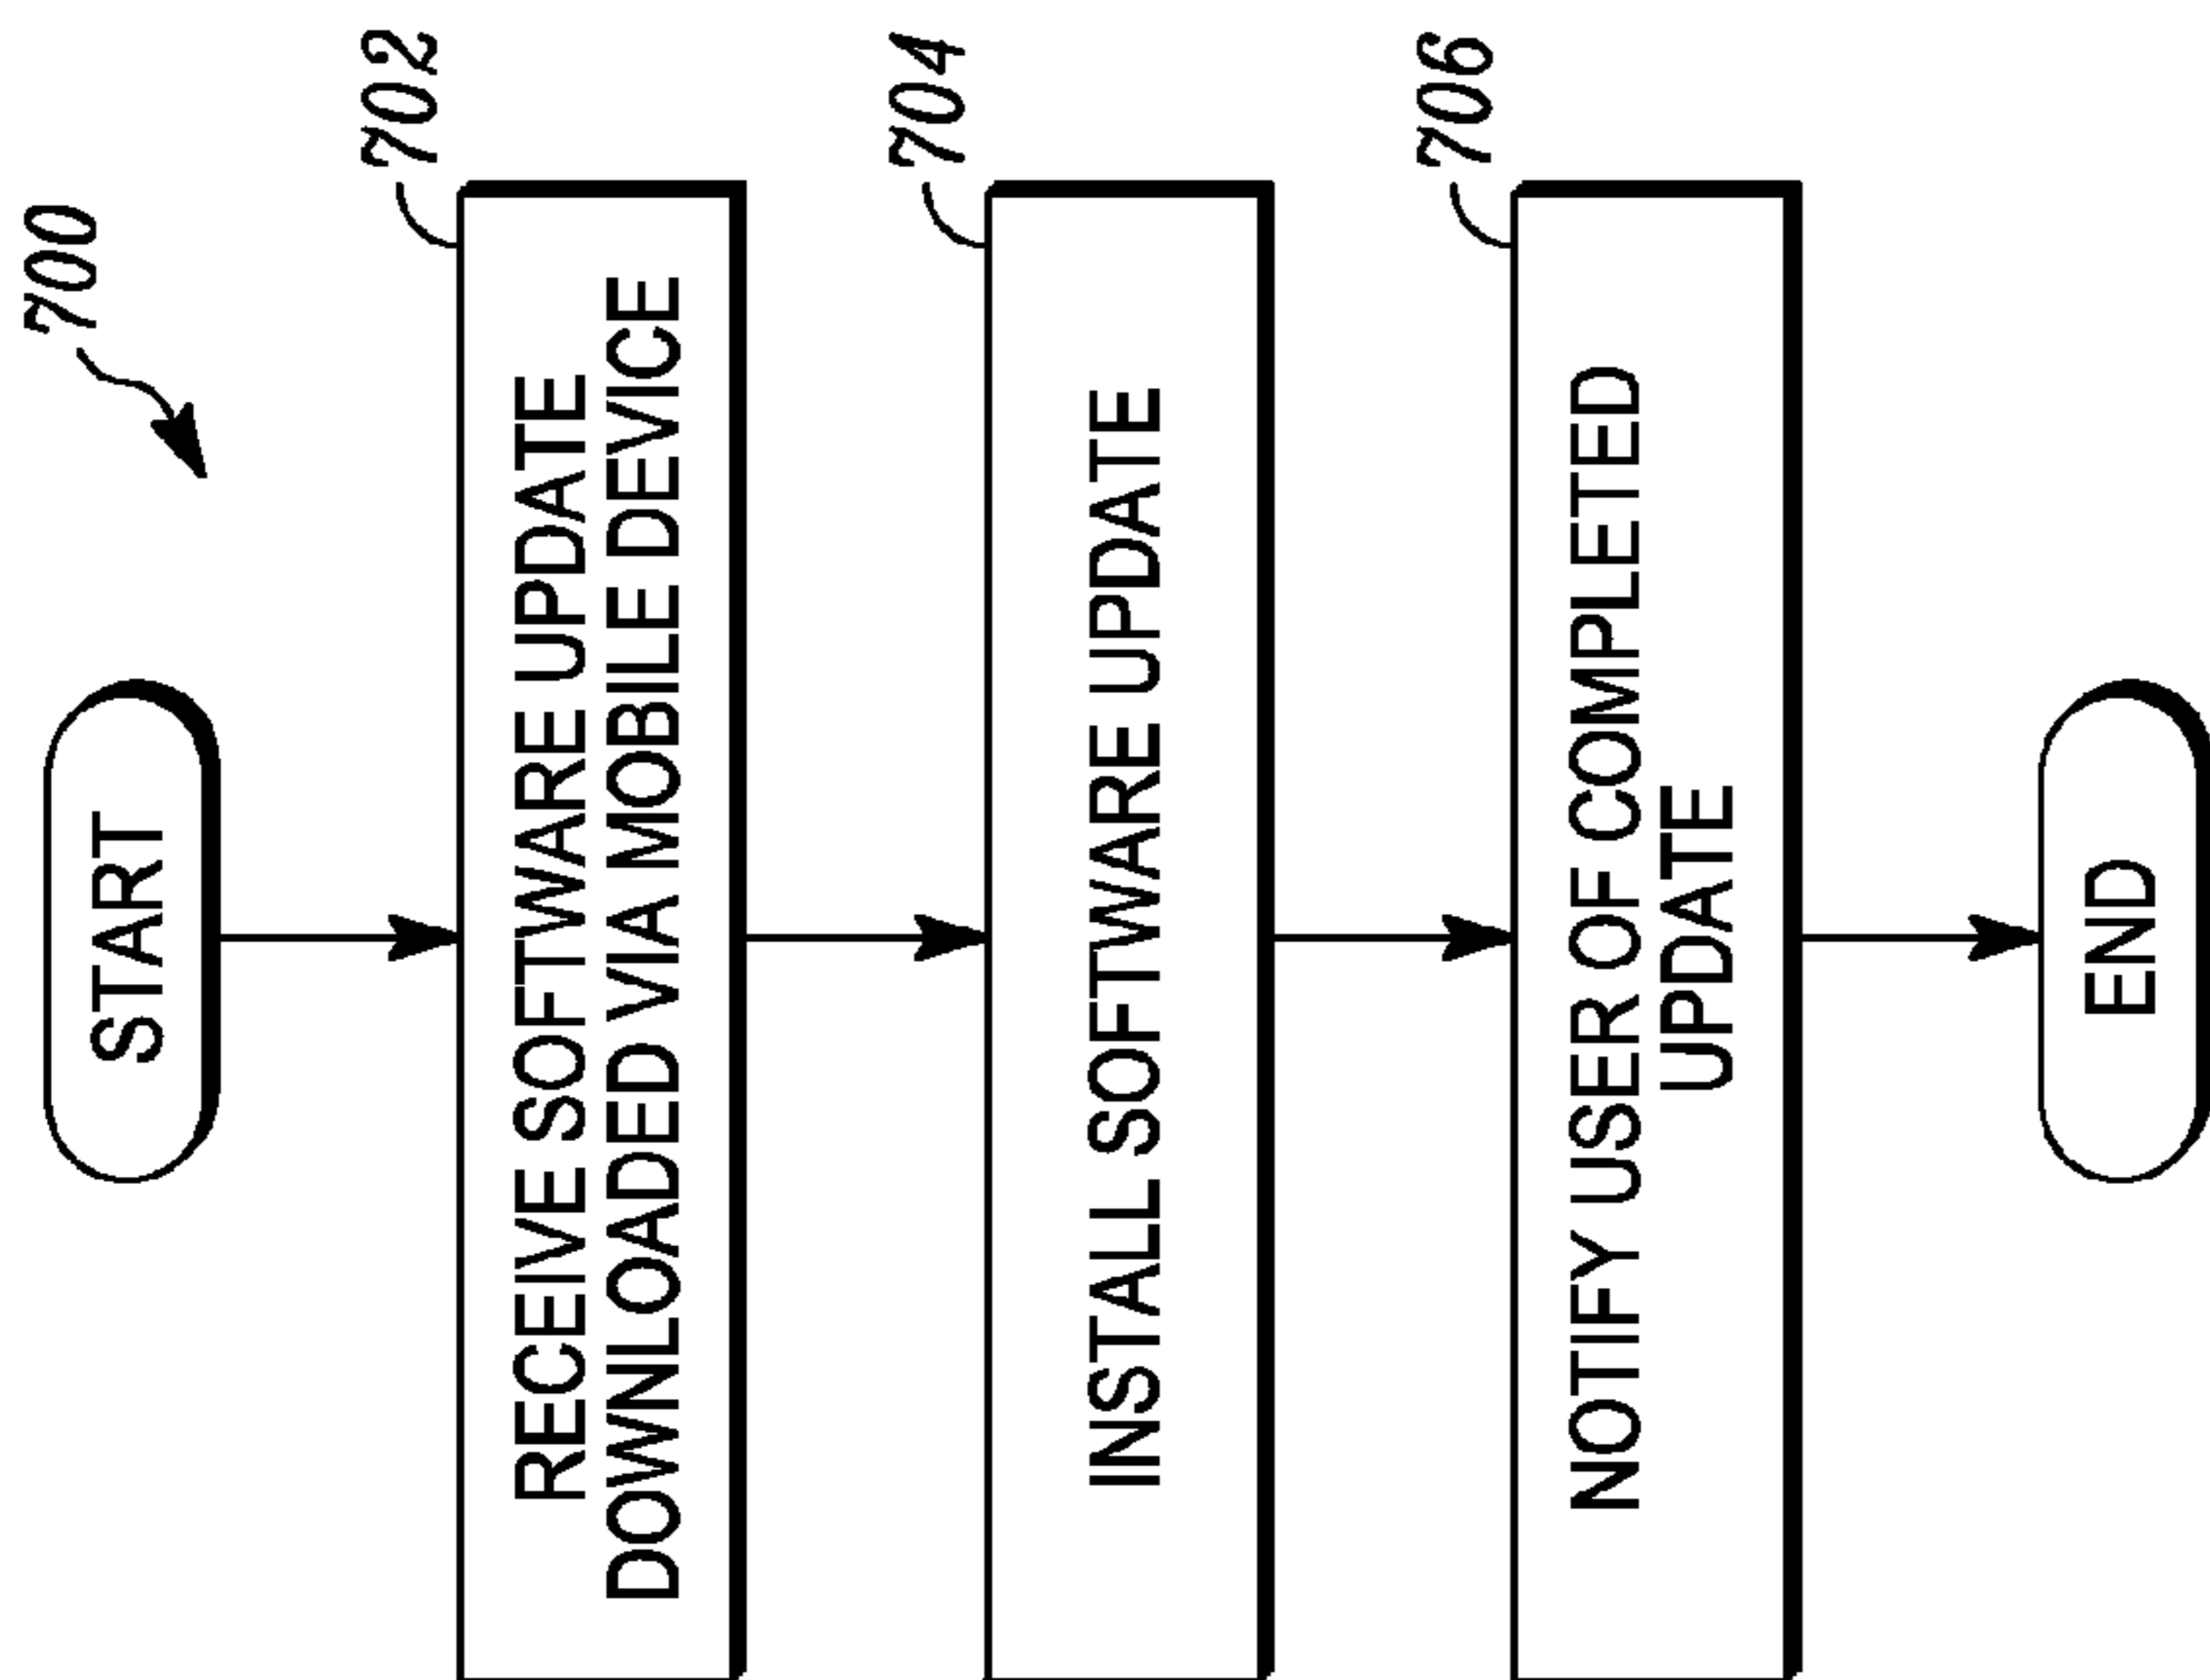 700
START
702
RECEIVE SOFTWARE UPDATE
DOWNLOADED VIA MOBILE DEVICE
704
INSTALL SOFTWARE UPDATE
706
NOTIFY USER OF COMPLETED
UPDATE
END